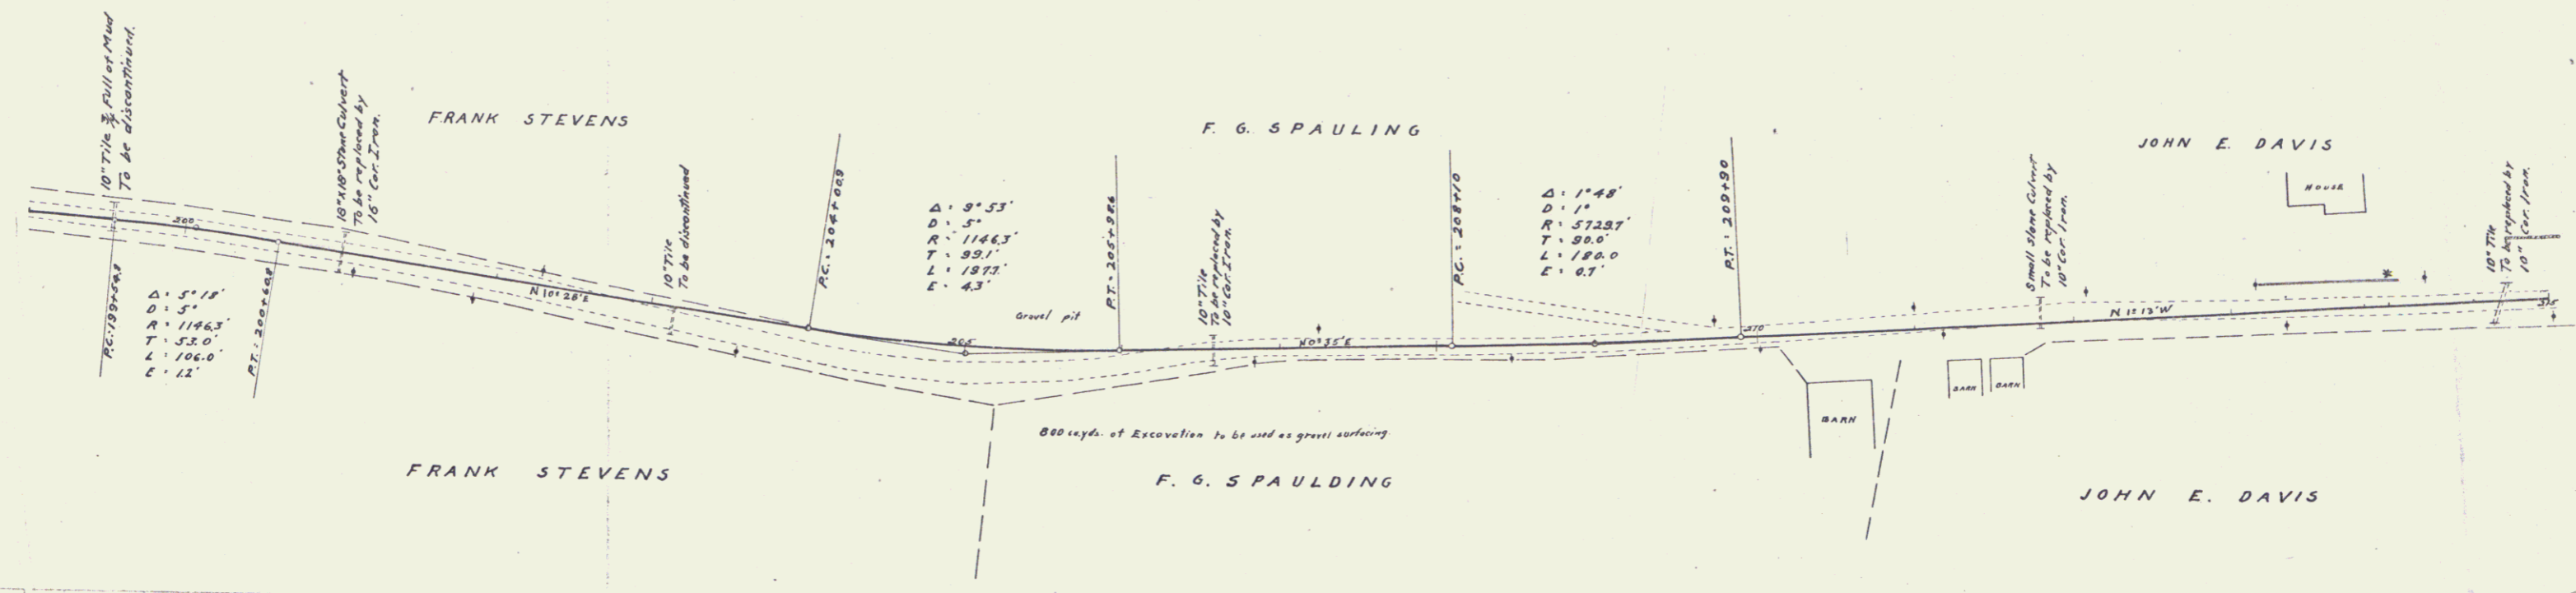 10" Tile ¾ Full of Mud
To be discontinued.
18"x18" Stone Culvert
To be replaced by
16" Cor. Iron.
FRANK STEVENS
10" Tile
To be discontinued
P.C. = 204+00.9
Δ = 9° 53'
D = 5°
R = 1146.3'
T = 99.1'
L = 197.7'
E = 4.3'
Gravel pit
P.T. = 205+98.6
F. G. SPAULING
10" Tile
To be replaced by
10" Cor. Iron.
P.C. = 208+10
Δ = 1° 48'
D = 1°
R = 5729.7'
T = 90.0'
L = 180.0
E = 0.7'
P.T. = 209+90
Small Stone Culvert
To be replaced by
10" Cor. Iron.
JOHN E. DAVIS
HOUSE
10" Tile
To be replaced by
10" Cor. Iron.
200
N 10° 28' E
205
N 0° 35' E
210
N 1° 13' W
P.C. = 199+54.8
Δ = 5° 18'
D = 5°
R = 1146.3'
T = 53.0'
L = 106.0'
E = 1.2'
P.T. = 200+60.8
BARN
BARN
BARN
800 cu.yds. of Excavation to be used as gravel surfacing.
FRANK STEVENS
F. G. SPAULDING
JOHN E. DAVIS